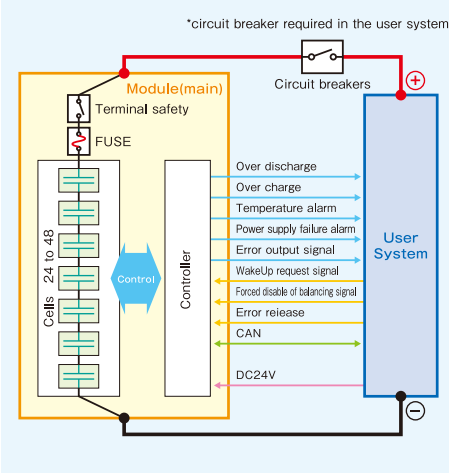 *circuit breaker required in the user system
Circuit breakers
+
Module(main)
Terminal safety
FUSE
Cells 24 to 48
Control
Controller
Over discharge
Over charge
Temperature alarm
Power supply failure alarm
Error output signal
WakeUp request signal
Forced disable of balancing signal
Error reiease
CAN
DC24V
User
System
−